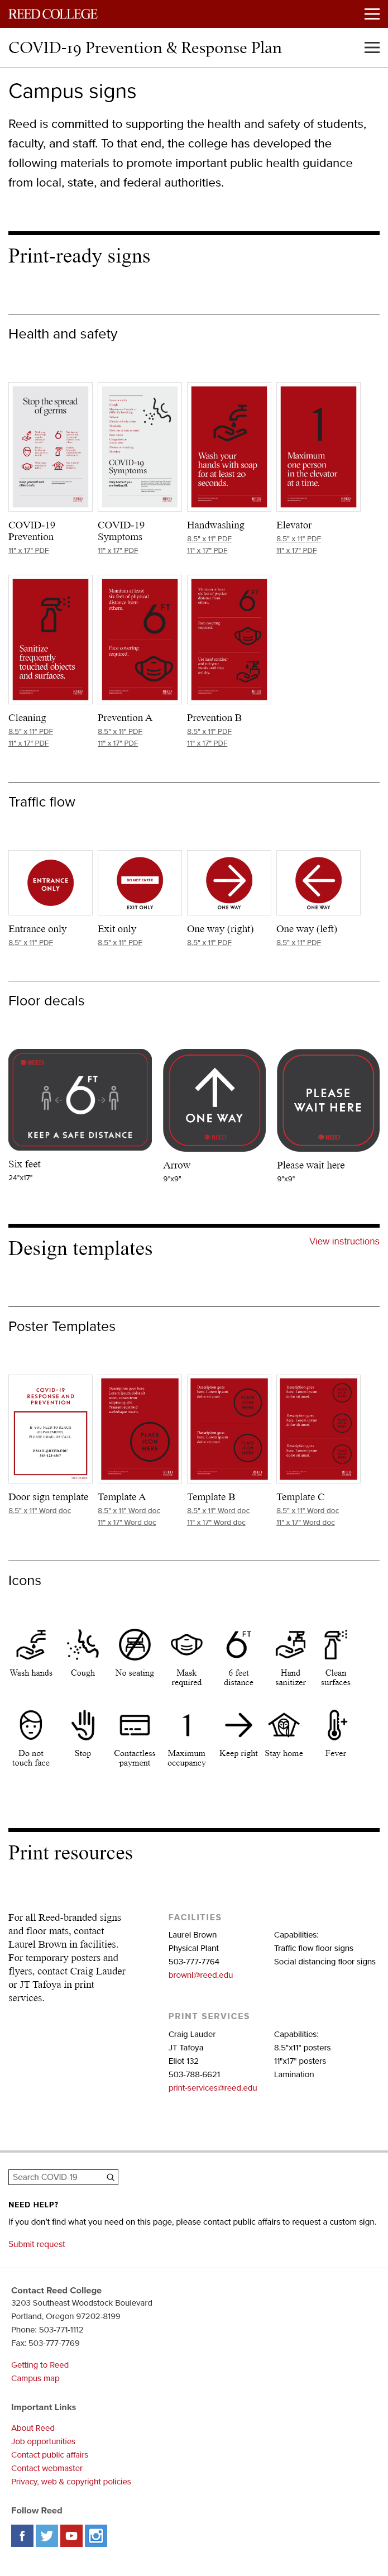 REED COLLEGE
COVID-19 Prevention & Response Plan
Campus signs
Reed is committed to supporting the health and safety of students,
faculty, and staff. To that end, the college has developed the
following materials to promote important public health guidance
from local, state, and federal authorities.
Print-ready signs
Health and safety
Stop the spread
of germs
COVID-19
Symptoms
Wash your
hands with soap
for at least 20
seconds.
1
Maximum
one person
in the elevator
at a time.
COVID-19
Prevention
11" x 17" PDF
COVID-19
Symptoms
11" x 17" PDF
Handwashing
8.5" x 11" PDF
11" x 17" PDF
Elevator
8.5" x 11" PDF
11" x 17" PDF
Sanitize
frequently
touched objects
and surfaces.
Maintain at least
six feet of physical
distance from
others.
6 FT
Face covering
required.
6 FT
Face covering
required.
Cleaning
8.5" x 11" PDF
11" x 17" PDF
Prevention A
8.5" x 11" PDF
11" x 17" PDF
Prevention B
8.5" x 11" PDF
11" x 17" PDF
Traffic flow
ENTRANCE
ONLY
DO NOT ENTER
EXIT ONLY
ONE WAY
ONE WAY
Entrance only
8.5" x 11" PDF
Exit only
8.5" x 11" PDF
One way (right)
8.5" x 11" PDF
One way (left)
8.5" x 11" PDF
Floor decals
REED
6 FT
KEEP A SAFE DISTANCE
ONE WAY
REED
PLEASE
WAIT HERE
REED
Six feet
24"x17"
Arrow
9"x9"
Please wait here
9"x9"
Design templates
View instructions
Poster Templates
COVID-19
RESPONSE AND
PREVENTION
PLACE
ICON
HERE
Door sign template
8.5" x 11" Word doc
Template A
8.5" x 11" Word doc
11" x 17" Word doc
Template B
8.5" x 11" Word doc
11" x 17" Word doc
Template C
8.5" x 11" Word doc
11" x 17" Word doc
Icons
6 FT
Wash hands
Cough
No seating
Mask
required
6 feet
distance
Hand
sanitizer
Clean
surfaces
1
Do not
touch face
Stop
Contactless
payment
Maximum
occupancy
Keep right
Stay home
Fever
Print resources
For all Reed-branded signs
and floor mats, contact
Laurel Brown in facilities.
For temporary posters and
flyers, contact Craig Lauder
or JT Tafoya in print
services.
FACILITIES
Laurel Brown
Physical Plant
503-777-7764
brownl@reed.edu
Capabilities:
Traffic flow floor signs
Social distancing floor signs
PRINT SERVICES
Craig Lauder
JT Tafoya
Eliot 132
503-788-6621
print-services@reed.edu
Capabilities:
8.5"x11" posters
11"x17" posters
Lamination
Search COVID-19
NEED HELP?
If you don't find what you need on this page, please contact public affairs to request a custom sign.
Submit request
Contact Reed College
3203 Southeast Woodstock Boulevard
Portland, Oregon 97202-8199
Phone: 503-771-1112
Fax: 503-777-7769
Getting to Reed
Campus map
Important Links
About Reed
Job opportunities
Contact public affairs
Contact webmaster
Privacy, web & copyright policies
Follow Reed